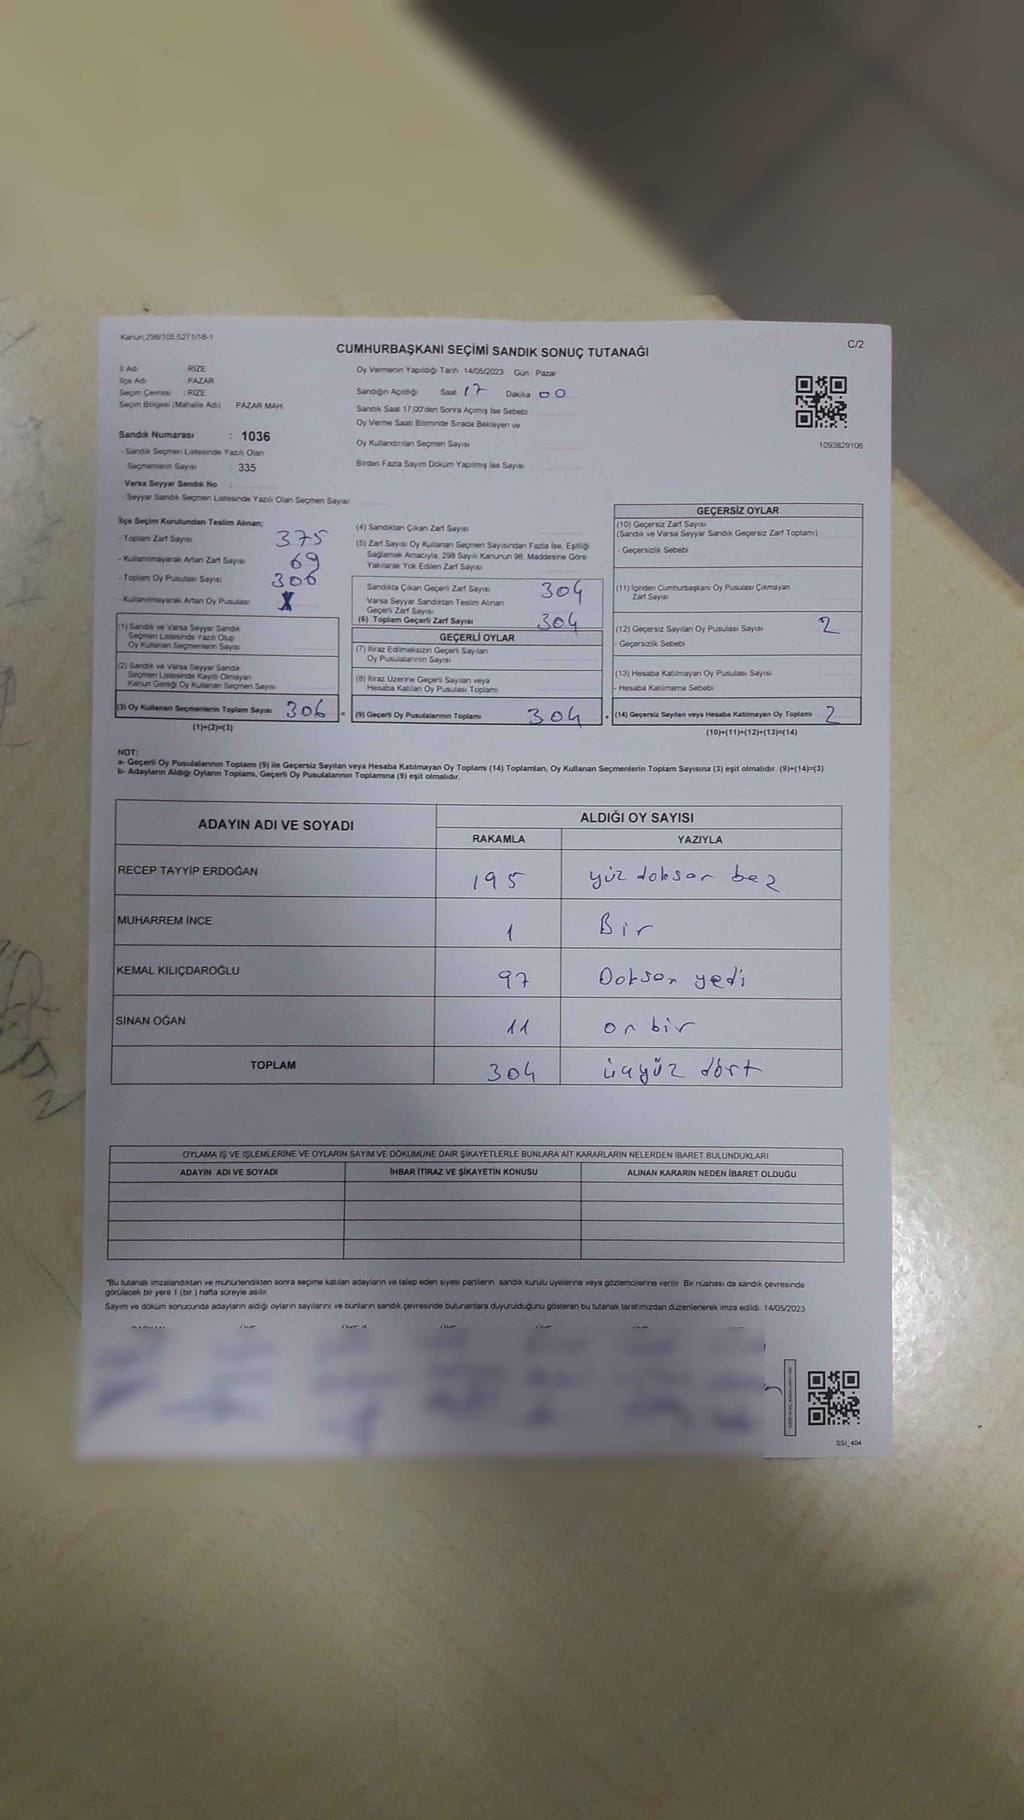 Kanun;298/105,6271/18-1
C/2
CUMHURBAŞKANI SEÇİMİ SANDIK SONUÇ TUTANAĞI
İl Adı RİZE
İlçe Adı PAZAR
Seçim Çevresi : RİZE
Seçim Bölgesi (Mahalle Adı) PAZAR MAH.
Sandık Numarası : 1036
- Sandık Seçmen Listesinde Yazılı Olan
Seçmenlerin Sayısı : 335
Varsa Seyyar Sandık No :
- Seyyar Sandık Seçmen Listesinde Yazılı Olan Seçmen Sayısı:
Oy Vermenin Yapıldığı Tarih :14/05/2023 Gün : Pazar
Sandığın Açıldığı Saat 17 Dakika 00
Sandık Saat 17:00'den Sonra Açılmış İse Sebebi
Oy Verme Saati Bitiminde Sırada Bekleyen ve
Oy Kullandırılan Seçmen Sayısı
Birden Fazla Sayım Döküm Yapılmış İse Sayısı
1093829106
İlçe Seçim Kurulundan Teslim Alınan;
- Toplam Zarf Sayısı 375
- Kullanılmayarak Artan Zarf Sayısı 69
- Toplam Oy Pusulası Sayısı 306
- Kullanılmayarak Artan Oy Pusulası
(1) Sandık ve Varsa Seyyar Sandık
Seçmen Listesinde Yazılı Olup
Oy Kullanan Seçmenlerin Sayısı
(2) Sandık ve Varsa Seyyar Sandık
Seçmen Listesinde Kayıtlı Olmayan
Kanun Gereği Oy Kullanan Seçmen Sayısı
(3) Oy Kullanan Seçmenlerin Toplam Sayısı 306 =
(1)+(2)=(3)
(4) Sandıktan Çıkan Zarf Sayısı
(5) Zarf Sayısı Oy Kullanan Seçmen Sayısından Fazla İse, Eşitliği
Sağlamak Amacıyla, 298 Sayılı Kanunun 98. Maddesine Göre
Yakılarak Yok Edilen Zarf Sayısı
Sandıkta Çıkan Geçerli Zarf Sayısı 304
Varsa Seyyar Sandıktan Teslim Alınan
Geçerli Zarf Sayısı
(6) Toplam Geçerli Zarf Sayısı 304
GEÇERLİ OYLAR
(7) İtiraz Edilmeksizin Geçerli Sayılan
Oy Pusulalarının Sayısı
(8) İtiraz Üzerine Geçerli Sayılan veya
Hesaba Katılan Oy Pusulası Toplamı
(9) Geçerli Oy Pusulalarının Toplamı 304 +
GEÇERSİZ OYLAR
(10) Geçersiz Zarf Sayısı
(Sandık ve Varsa Seyyar Sandık Geçersiz Zarf Toplamı)
- Geçersizlik Sebebi
(11) İçinden Cumhurbaşkanı Oy Pusulası Çıkmayan
Zarf Sayısı
(12) Geçersiz Sayılan Oy Pusulası Sayısı 2
- Geçersizlik Sebebi
(13) Hesaba Katılmayan Oy Pusulası Sayısı
- Hesaba Katılmama Sebebi
(14) Geçersiz Sayılan veya Hesaba Katılmayan Oy Toplamı 2
(10)+(11)+(12)+(13)=(14)
NOT:
a- Geçerli Oy Pusulalarının Toplamı (9) ile Geçersiz Sayılan veya Hesaba Katılmayan Oy Toplamı (14) Toplamları, Oy Kullanan Seçmenlerin Toplam Sayısına (3) eşit olmalıdır. (9)+(14)=(3)
b- Adayların Aldığı Oyların Toplamı, Geçerli Oy Pusulalarının Toplamına (9) eşit olmalıdır.
ADAYIN ADI VE SOYADI ALDIĞI OY SAYISI
RAKAMLA YAZIYLA
RECEP TAYYİP ERDOĞAN 195 yüz doksan beş
MUHARREM İNCE 1 Bir
KEMAL KILIÇDAROĞLU 97 Doksan yedi
SİNAN OĞAN 11 on bir
TOPLAM 304 üçyüz dört
OYLAMA İŞ VE İŞLEMLERİNE VE OYLARIN SAYIM VE DÖKÜMÜNE DAİR ŞİKAYETLERLE BUNLARA AİT KARARLARIN NELERDEN İBARET BULUNDUKLARI
ADAYIN ADI VE SOYADI İHBAR İTİRAZ VE ŞİKAYETİN KONUSU ALINAN KARARIN NEDEN İBARET OLDUĞU
*Bu tutanak imzalandıktan ve mühürlendikten sonra seçime katılan adayların ve talep eden siyasi partilerin sandık kurulu üyelerine veya gözlemcilerine verilir. Bir nüshası da sandık çevresinde
görülecek bir yere 1 (bir ) hafta süreyle asılır.
Sayım ve döküm sonucunda adayların aldığı oyların sayılarını ve bunların sandık çevresinde bulunanlara duyurulduğunu gösteren bu tutanak tarafımızdan düzenlenerek imza edildi. 14/05/2023
SSI_404